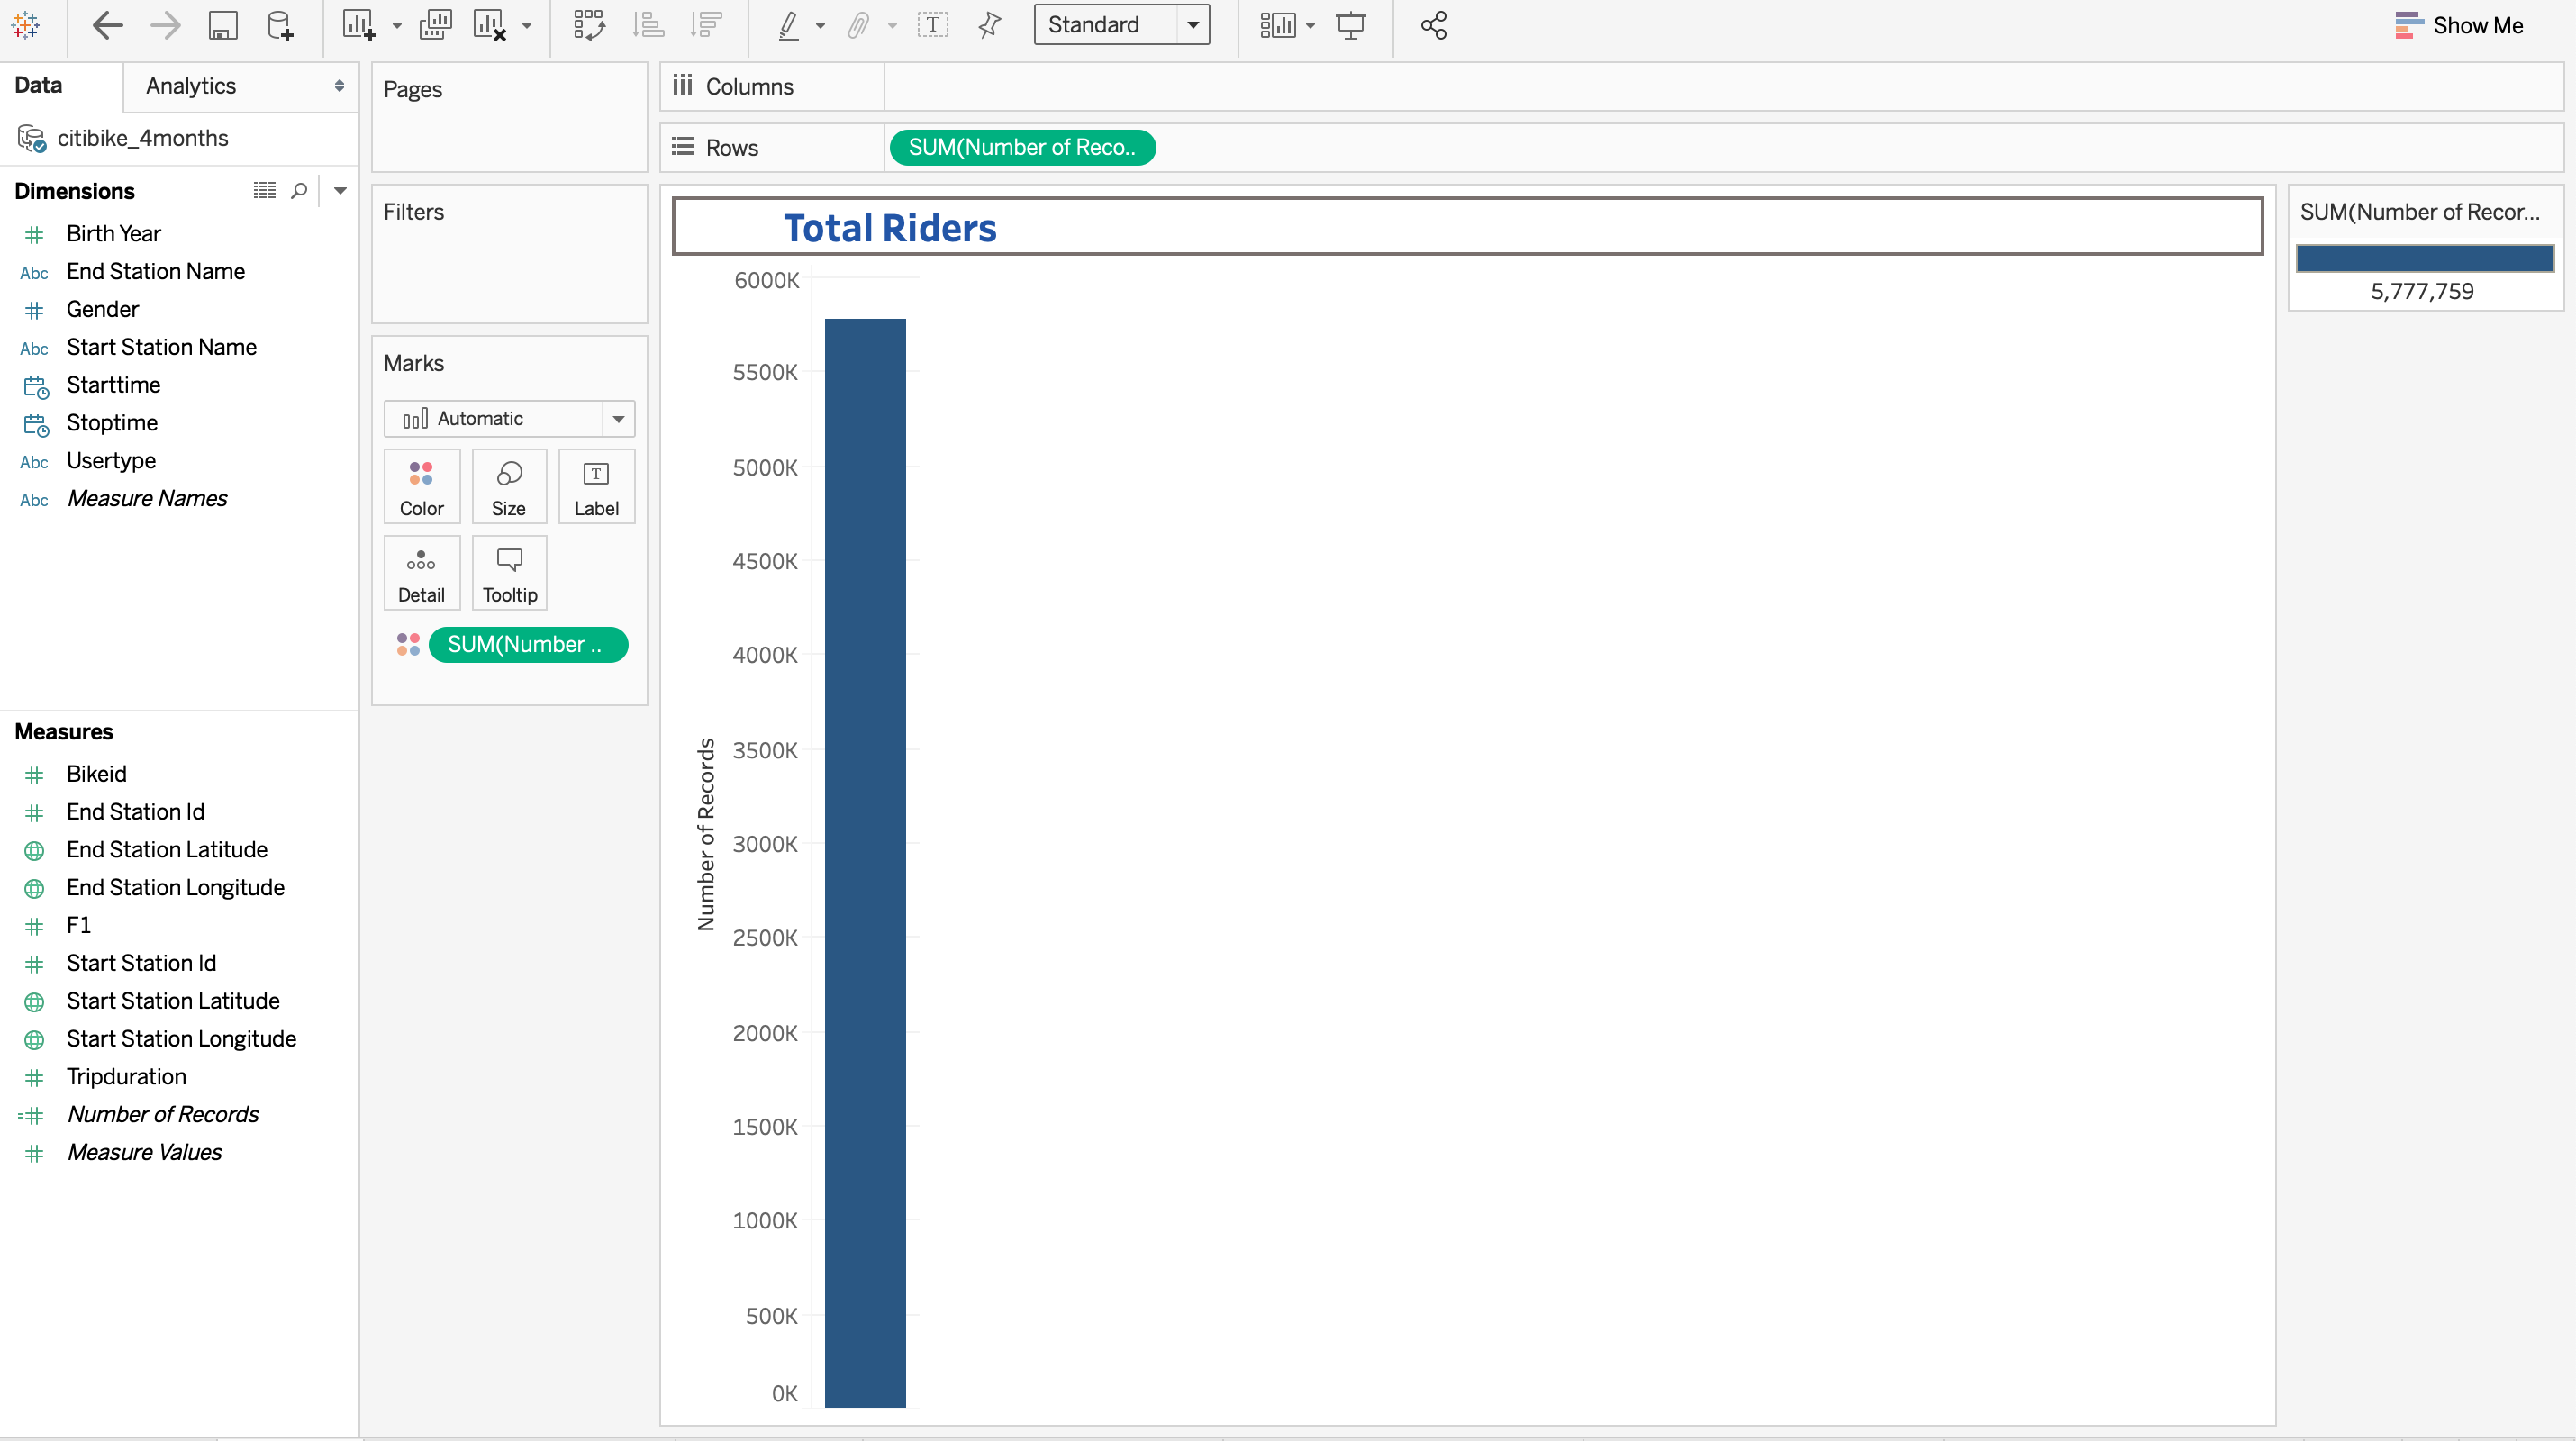 Standard
Show Me
Data
Analytics
citibike_4months
Dimensions
Birth Year
Abc End Station Name
Gender
Abc Start Station Name
Starttime
Stoptime
Abc Usertype
Abc Measure Names
Measures
Bikeid
End Station Id
End Station Latitude
End Station Longitude
F1
Start Station Id
Start Station Latitude
Start Station Longitude
Tripduration
=# Number of Records
Measure Values
Pages
Filters
Marks
Automatic
Color
Size
Label
Detail
Tooltip
SUM(Number ..
Columns
Rows
SUM(Number of Reco..
Total Riders
6000K
5500K
5000K
4500K
4000K
3500K
3000K
2500K
2000K
1500K
1000K
500K
0K
Number of Records
SUM(Number of Recor...
5,777,759